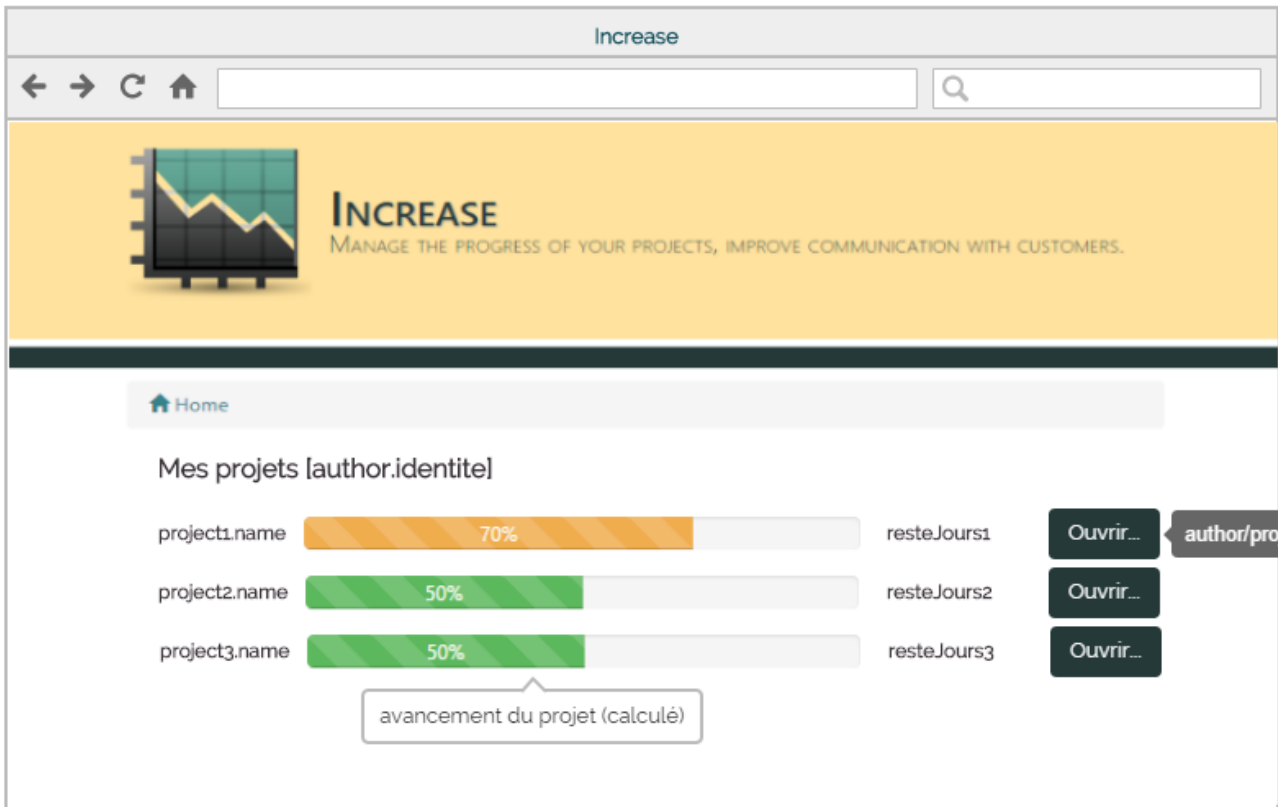 Increase
INCREASE
MANAGE THE PROGRESS OF YOUR PROJECTS, IMPROVE COMMUNICATION WITH CUSTOMERS.
Home
Mes projets [author.identite]
project1.name 70% resteJours1 Ouvrir... author/pro
project2.name 50% resteJours2 Ouvrir...
project3.name 50% resteJours3 Ouvrir...
avancement du projet (calculé)